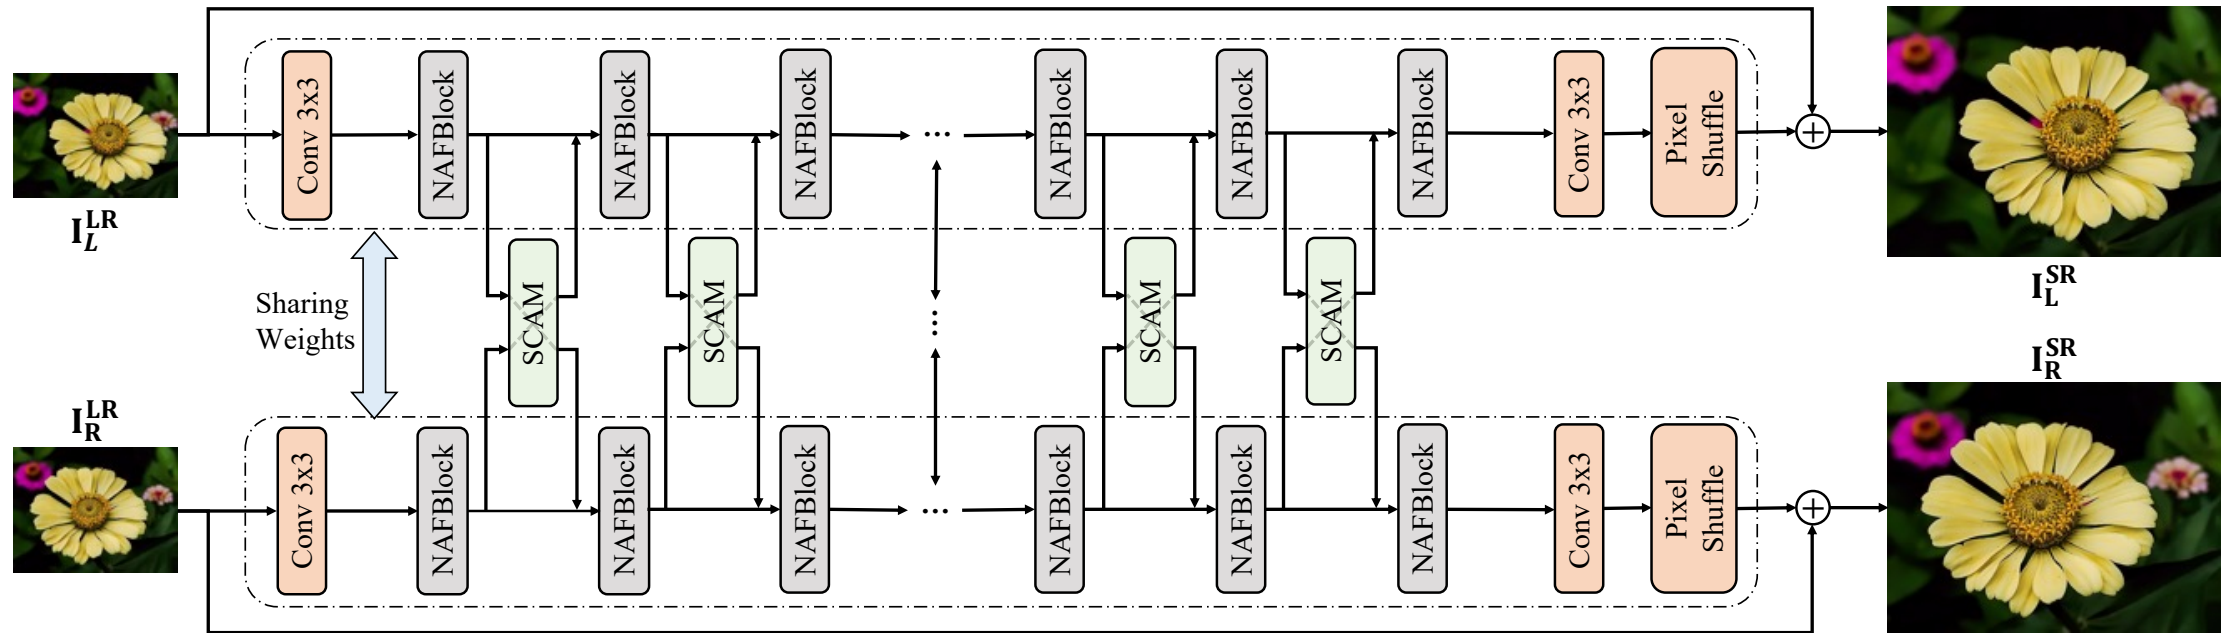 Conv 3x3
NAFBlock
NAFBlock
NAFBlock
...
NAFBlock
NAFBlock
NAFBlock
Conv 3x3
Pixel
Shuffle
I_L^LR
I_L^SR
Sharing
Weights
SCAM
SCAM
...
SCAM
SCAM
I_R^LR
I_R^SR
Conv 3x3
NAFBlock
NAFBlock
NAFBlock
...
NAFBlock
NAFBlock
NAFBlock
Conv 3x3
Pixel
Shuffle